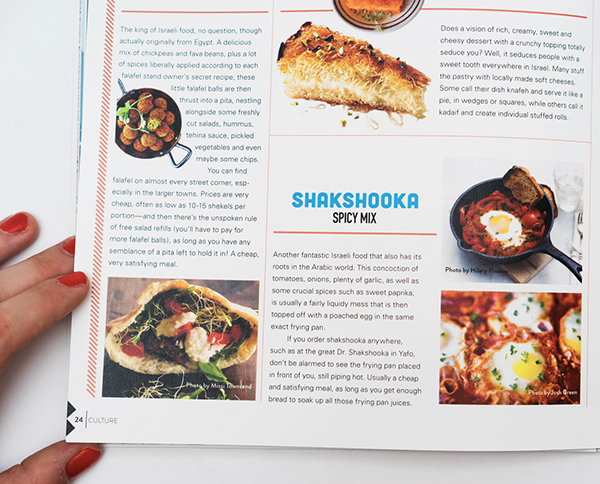 The king of Israeli food, no question, though
actually originally from Egypt. A delicious
mix of chickpeas and fava beans, plus a lot
of spices liberally applied according to each
falafel stand owner's secret recipe, these
little falafel balls are then
thrust into a pita, nestling
alongside some freshly
cut salads, hummus,
tehina sauce, pickled
vegetables and even
maybe some chips.
You can find
falafel on almost every street corner, esp-
ecially in the larger towns. Prices are very
cheap, often as low as 10-15 shekels per
portion—and then there's the unspoken rule
of free salad refills (you'll have to pay for
more falafel balls), as long as you have any
semblance of a pita left to hold it in! A cheap,
very satisfying meal.
Photo by Missi Townsend
24 CULTURE
Does a vision of rich, creamy, sweet and
cheesy dessert with a crunchy topping totally
seduce you? Well, it seduces people with a
sweet tooth everywhere in Israel. Many stuff
the pastry with locally made soft cheeses.
Some call their dish knafeh and serve it like a
pie, in wedges or squares, while others call it
kadaif and create individual stuffed rolls.
SHAKSHOOKA
SPICY MIX
Another fantastic Israeli food that also has its
roots in the Arabic world. This concoction of
tomatoes, onions, plenty of garlic, as well as
some crucial spices such as sweet paprika,
is usually a fairly liquidy mess that is then
topped off with a poached egg in the same
exact frying pan.
If you order shakshooka anywhere,
such as at the great Dr. Shakshooka in Yafo,
don't be alarmed to see the frying pan placed
in front of you, still piping hot. Usually a cheap
and satisfying meal, as long as you get enough
bread to soak up all those frying pan juices.
Photo by Hilary Findlay
Photo by Josh Green